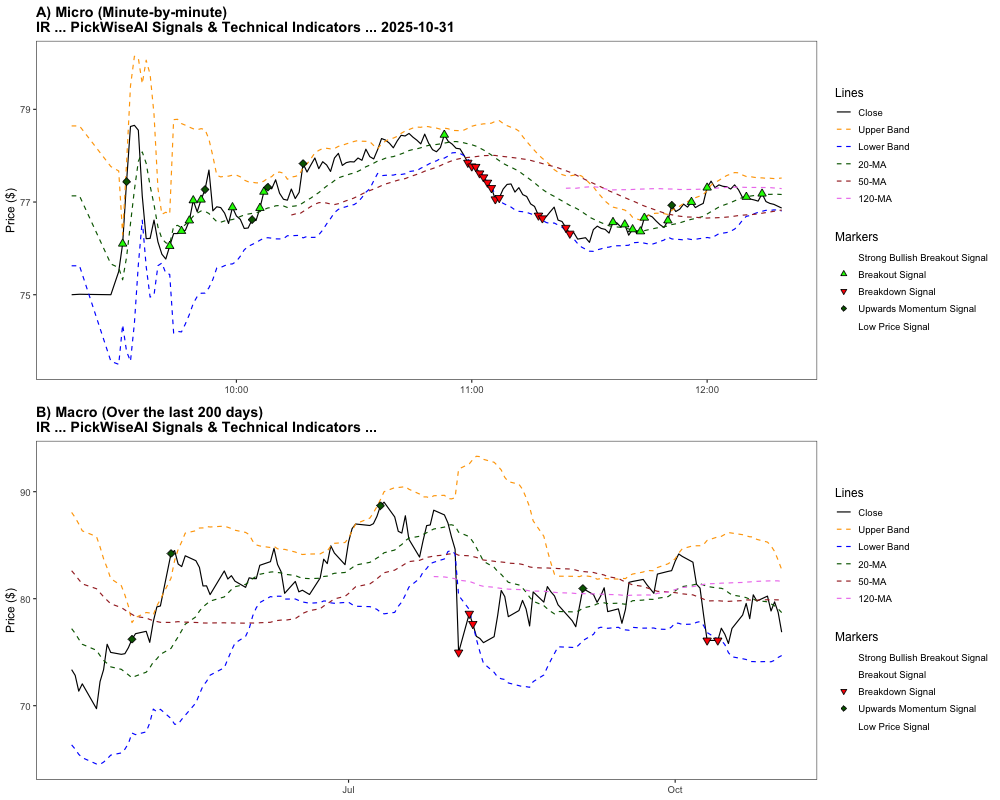 A) Micro (Minute-by-minute)
IR ... PickWiseAI Signals & Technical Indicators ... 2025-10-31
Price ($)
79
77
75
10:00
11:00
12:00
Lines
Close
Upper Band
Lower Band
20-MA
50-MA
120-MA
Markers
Strong Bullish Breakout Signal
Breakout Signal
Breakdown Signal
Upwards Momentum Signal
Low Price Signal
B) Macro (Over the last 200 days)
IR ... PickWiseAI Signals & Technical Indicators ...
Price ($)
90
80
70
Jul
Oct
Lines
Close
Upper Band
Lower Band
20-MA
50-MA
120-MA
Markers
Strong Bullish Breakout Signal
Breakout Signal
Breakdown Signal
Upwards Momentum Signal
Low Price Signal